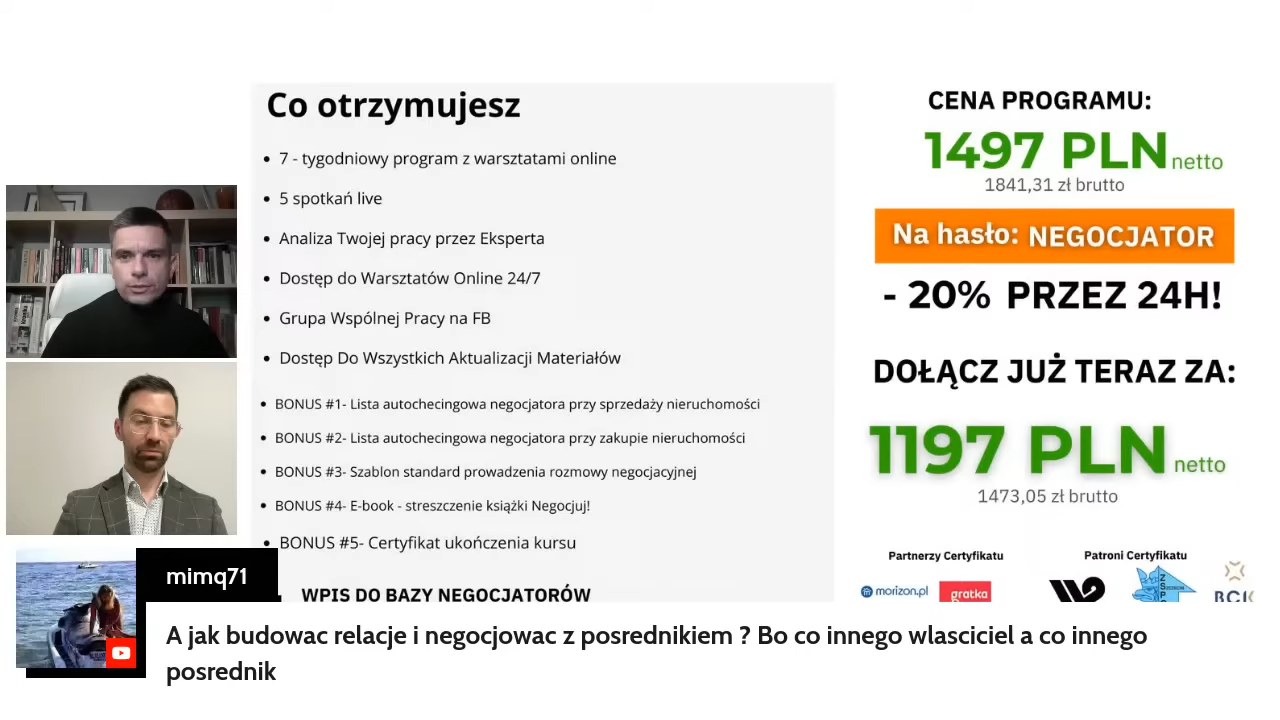 Co otrzymujesz
7 - tygodniowy program z warsztatami online
5 spotkań live
Analiza Twojej pracy przez Eksperta
Dostęp do Warsztatów Online 24/7
Grupa Wspólnej Pracy na FB
Dostęp Do Wszystkich Aktualizacji Materiałów
BONUS #1- Lista autochecingowa negocjatora przy sprzedaży nieruchomości
BONUS #2- Lista autochecingowa negocjatora przy zakupie nieruchomości
BONUS #3- Szablon standard prowadzenia rozmowy negocjacyjnej
BONUS #4- E-book - streszczenie książki Negocjuj!
BONUS #5- Certyfikat ukończenia kursu
WPIS DO BAZY NEGOCJATORÓW
CENA PROGRAMU:
1497 PLN netto
1841,31 zł brutto
Na hasło: NEGOCJATOR
- 20% PRZEZ 24H!
DOŁĄCZ JUŻ TERAZ ZA:
1197 PLN netto
1473,05 zł brutto
Partnerzy Certyfikatu
Patroni Certyfikatu
morizon.pl
gratka
mimq71
A jak budowac relacje i negocjowac z posrednikiem ? Bo co innego wlasciciel a co innego
posrednik